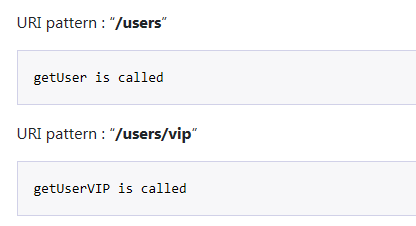 URI pattern : “/users”
getUser is called
URI pattern : “/users/vip“
getUserVIP is called